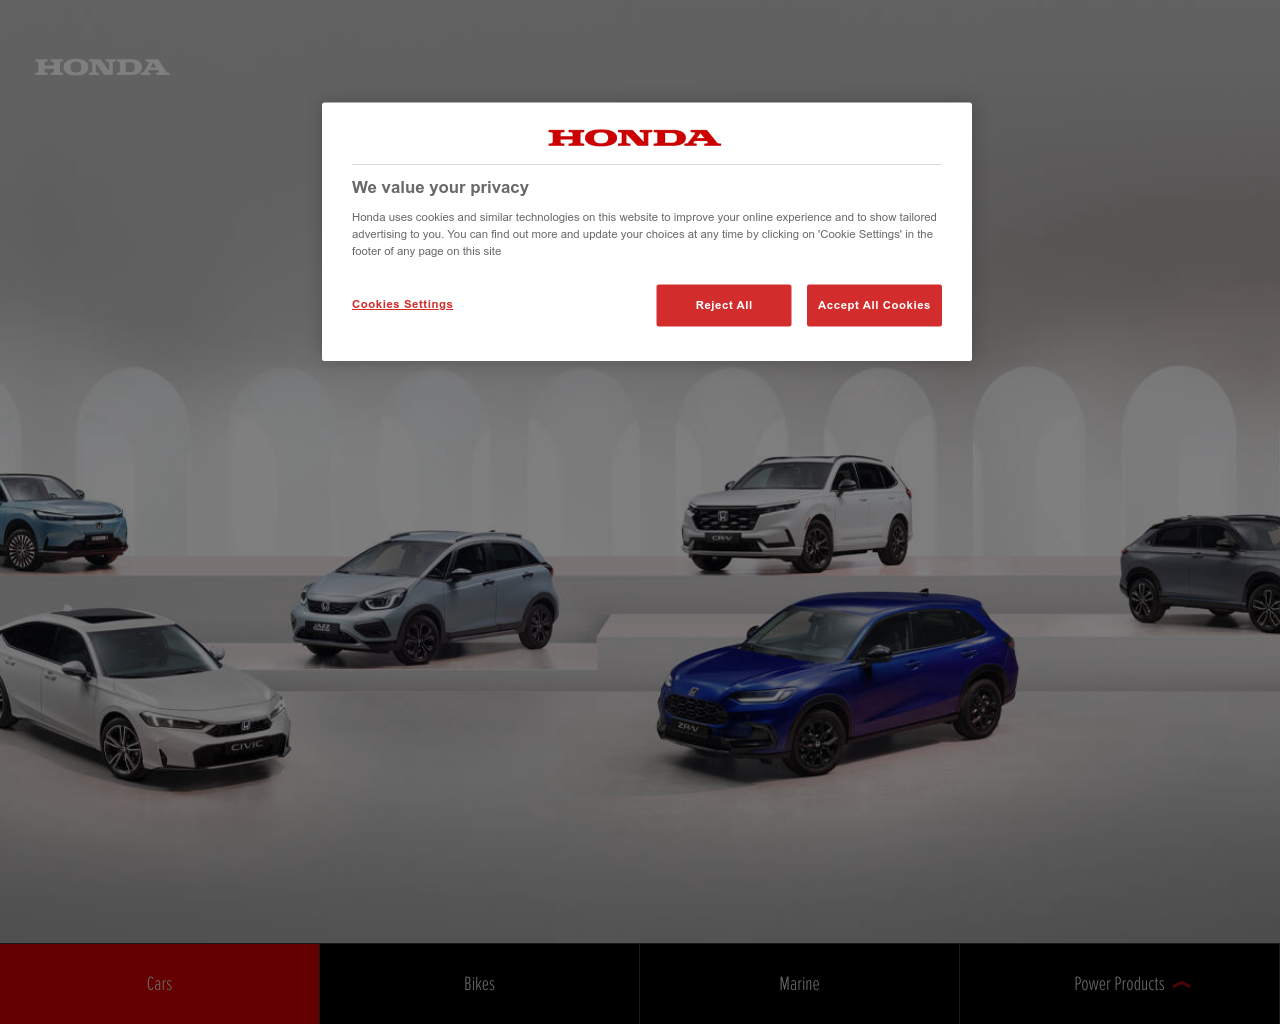 HONDA
HONDA
We value your privacy
Honda uses cookies and similar technologies on this website to improve your online experience and to show tailored
advertising to you. You can find out more and update your choices at any time by clicking on 'Cookie Settings' in the
footer of any page on this site
Cookies Settings
Reject All
Accept All Cookies
CR-V
JAZZ
ZR-V
CIVIC
Cars
Bikes
Marine
Power Products